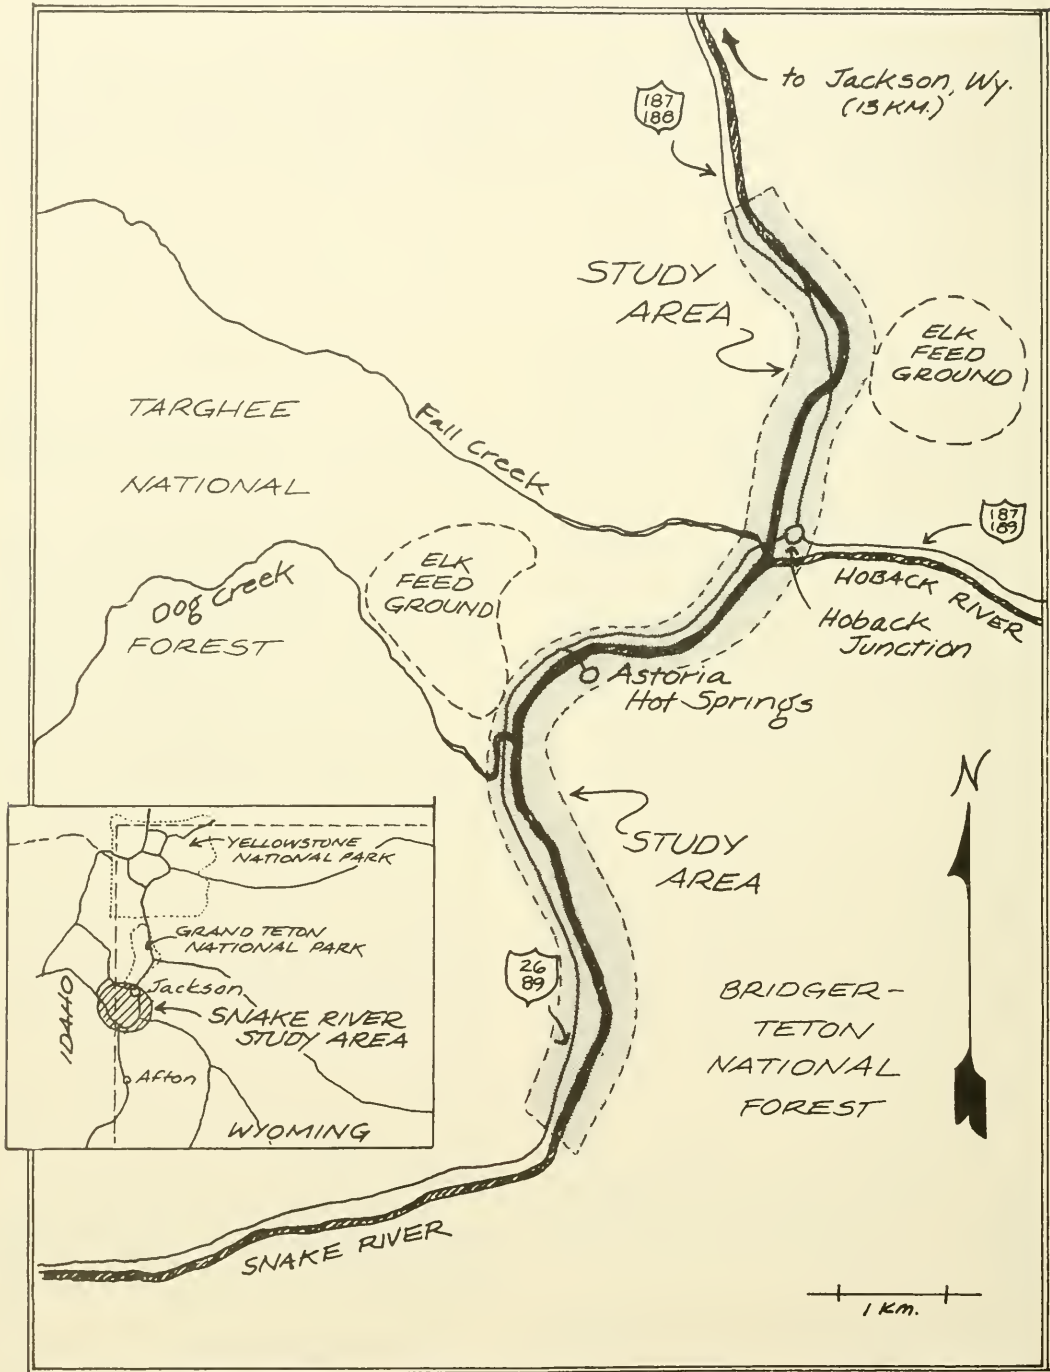 to Jackson, Wy.
(13 KM.)
187
188
STUDY
AREA
ELK
FEED
GROUND
TARGHEE
NATIONAL
FOREST
Fall Creek
187
189
ELK
FEED
GROUND
Dog Creek
HOBACK RIVER
Hoback
Junction
Astoria
Hot Springs
N
STUDY
AREA
YELLOWSTONE
NATIONAL PARK
GRAND TETON
NATIONAL PARK
Jackson
SNAKE RIVER
STUDY AREA
IDAHO
Afton
WYOMING
26
89
BRIDGER-
TETON
NATIONAL
FOREST
SNAKE RIVER
1 KM.